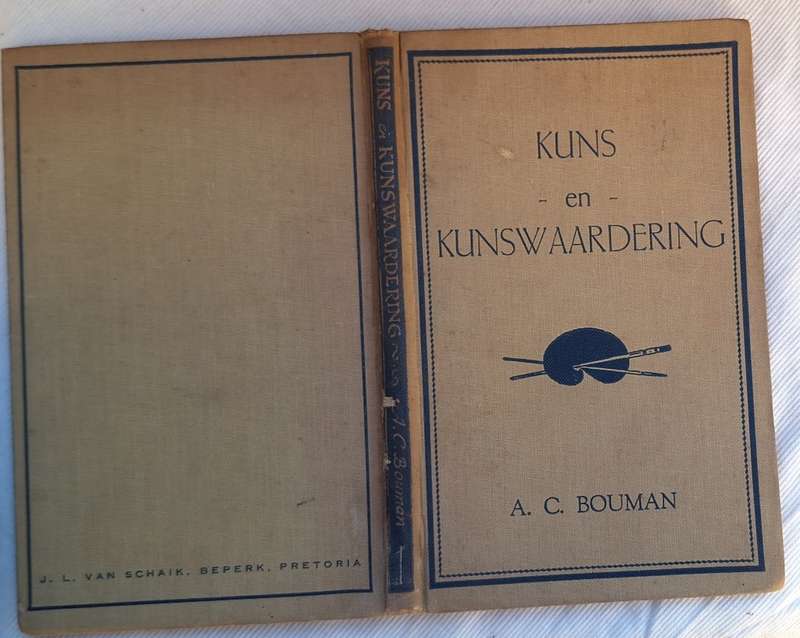 KUNS
- en -
KUNSWAARDERING
A. C. BOUMAN
KUNS en KUNSWAARDERING A. C. Bouman
J. L. VAN SCHAIK, BEPERK, PRETORIA